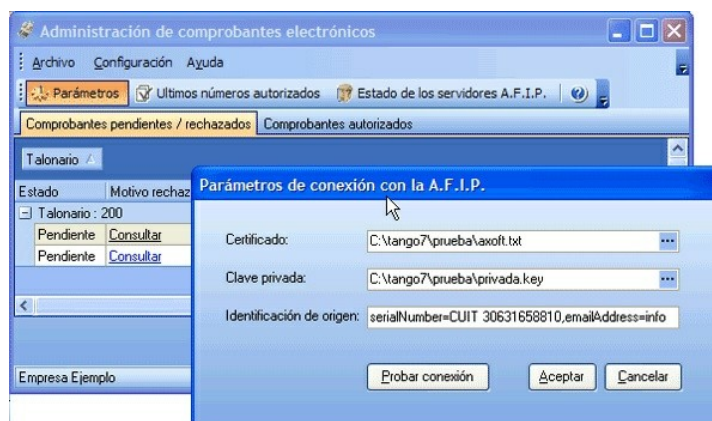 Administración de comprobantes electrónicos
Archivo Configuración Ayuda
Parámetros Ultimos números autorizados Estado de los servidores A.F.I.P.
Comprobantes pendientes / rechazados Comprobantes autorizados
Talonario
Estado Motivo rechaz
Talonario : 200
Pendiente Consultar
Pendiente Consultar
Empresa Ejemplo
Parámetros de conexión con la A.F.I.P.
Certificado: C:\tango7\prueba\axoft.txt ...
Clave privada: C:\tango7\prueba\privada.key ...
Identificación de origen: serialNumber=CUIT 30631658810,emailAddress=info
Probar conexión Aceptar Cancelar